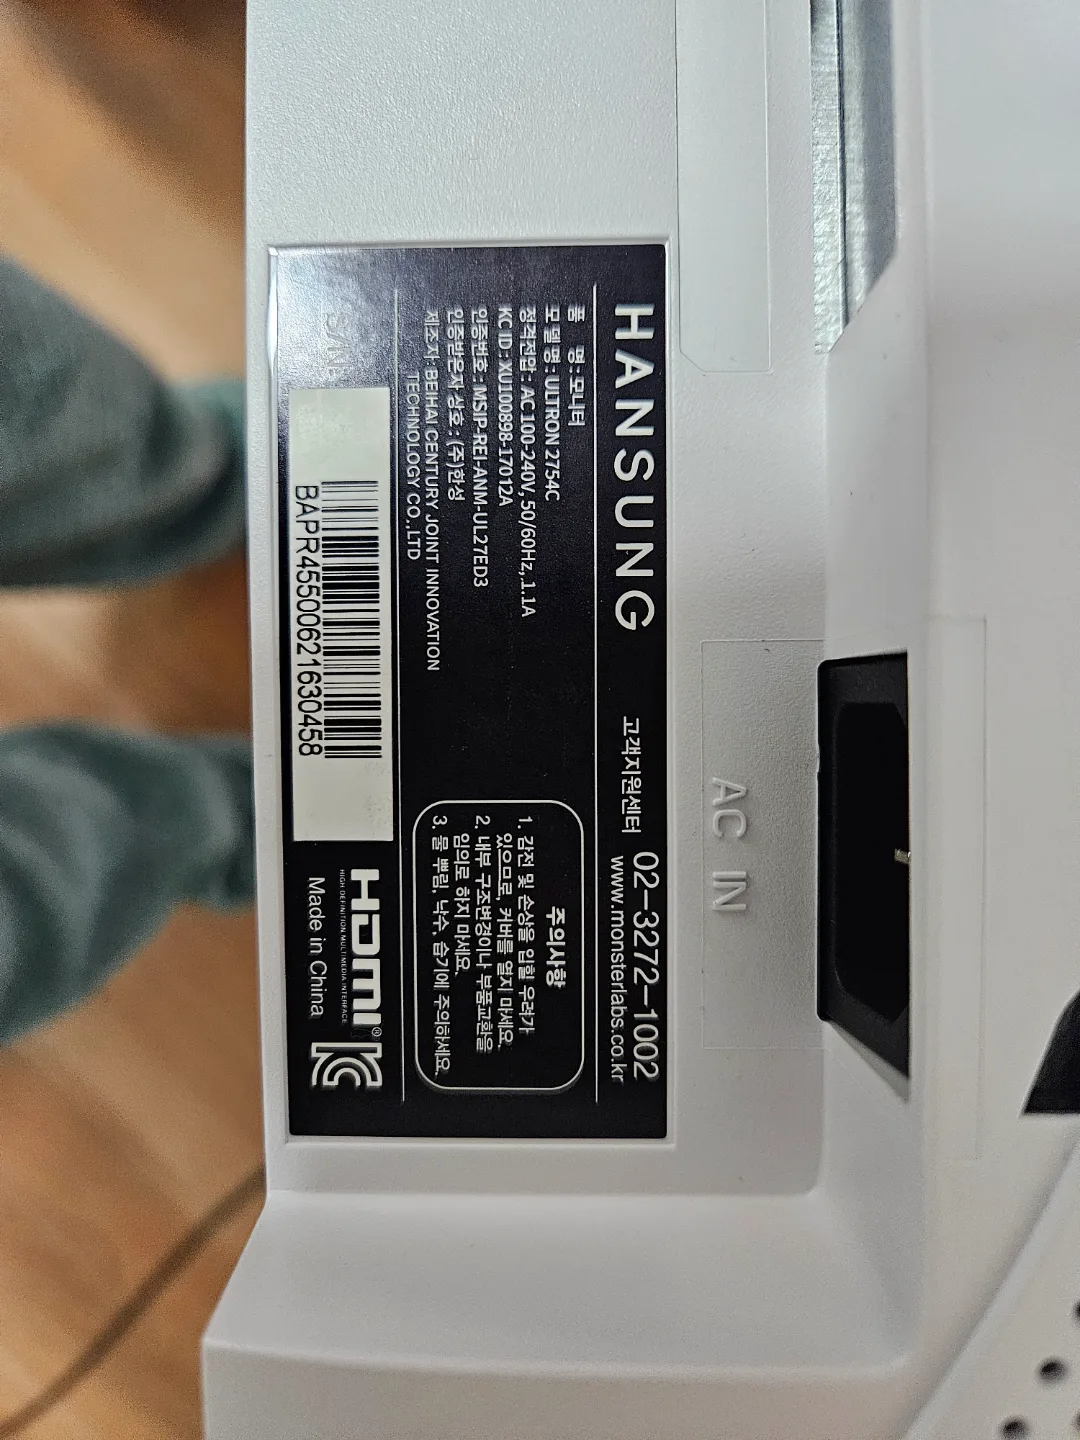 HANSUNG
고객지원센터 02-3272-1002
www.monsterlabs.co.kr
품 명 : 모니터
모델명 : ULTRON 2754C
정격전압 : AC 100-240V, 50/60Hz, 1.1A
KC ID : XU100898-17012A
인증번호 : MSIP-REI-ANM-UL27ED3
인증받은자 상호 : (주)한성
제조자 : BEIHAI CENTURY JOINT INNOVATION
TECHNOLOGY CO.,LTD
주의사항
1. 감전 및 손상을 입힐 우려가
있으므로, 커버를 열지 마세요.
2. 내부 구조변경이나 부품교환을
임의로 하지 마세요.
3. 물 뿌림, 낙수, 습기에 주의하세요.
S/N:
BAPR45500621630458
HDMI®
HIGH DEFINITION MULTIMEDIA INTERFACE
Made in China
AC IN